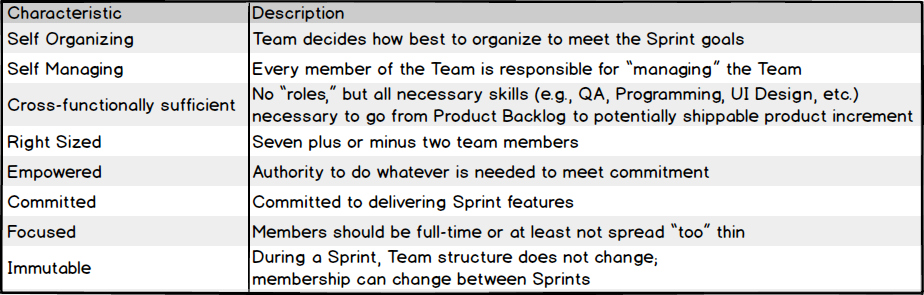 Characteristic Description
Self Organizing Team decides how best to organize to meet the Sprint goals
Self Managing Every member of the Team is responsible for “managing” the Team
Cross-functionally sufficient No “roles,” but all necessary skills (e.g., QA, Programming, UI Design, etc.)
necessary to go from Product Backlog to potentially shippable product increment
Right Sized Seven plus or minus two team members
Empowered Authority to do whatever is needed to meet commitment
Committed Committed to delivering Sprint features
Focused Members should be full-time or at least not spread “too” thin
Immutable During a Sprint, Team structure does not change;
membership can change between Sprints